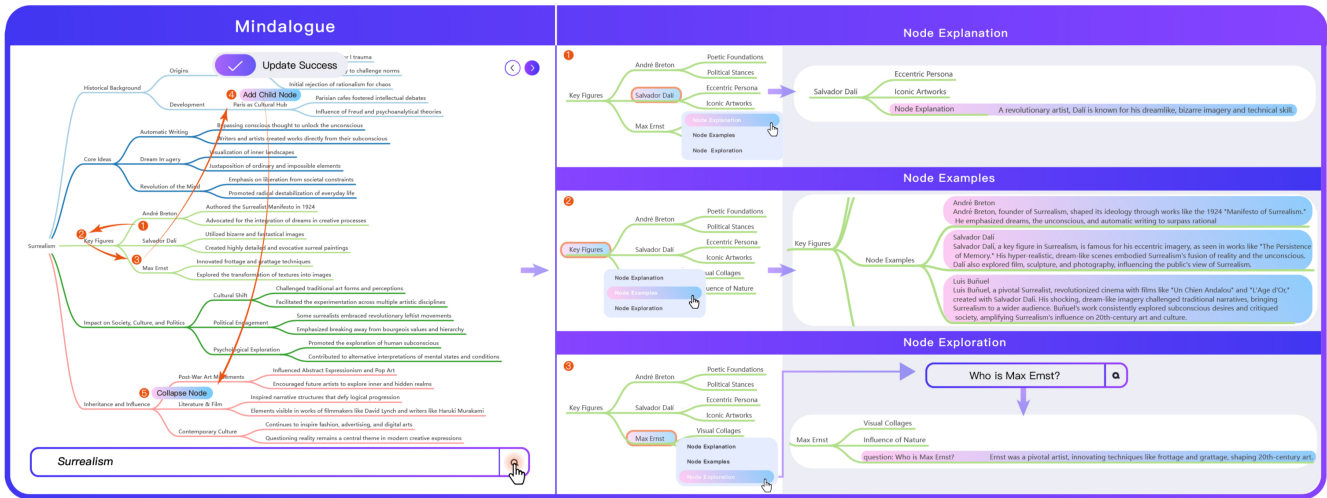 Mindalogue
Update Success
Surrealism
Historical Background
Origins
Initial rejection of rationalism for chaos
4
Add Child Node
Development
Paris as Cultural Hub
Parisian cafes fostered intellectual debates
Influence of Freud and psychoanalytical theories
Core Ideas
Automatic Writing
Bypassing conscious thought to unlock the unconscious
Writers and artists created works directly from their subconscious
Dream Imagery
Visualization of inner landscapes
Juxtaposition of ordinary and impossible elements
Revolution of the Mind
Emphasis on liberation from societal constraints
Promoted radical destabilization of everyday life
2
Key Figures
André Breton
1
Authored the Surrealist Manifesto in 1924
Advocated for the integration of dreams in creative processes
Salvador Dalí
Utilized bizarre and fantastical images
Created highly detailed and evocative surreal paintings
3
Max Ernst
Innovated frottage and grattage techniques
Explored the transformation of textures into images
Impact on Society, Culture, and Politics
Cultural Shift
Challenged traditional art forms and perceptions
Facilitated the experimentation across multiple artistic disciplines
Political Engagement
Some surrealists embraced revolutionary leftist movements
Emphasized breaking away from bourgeois values and hierarchy
Psychological Exploration
Promoted the exploration of human subconscious
Contributed to alternative interpretations of mental states and conditions
Inheritance and Influence
Post-War Art Movements
Influenced Abstract Expressionism and Pop Art
Encouraged future artists to explore inner and hidden realms
5
Collapse Node
Literature & Film
Inspired narrative structures that defy logical progression
Elements visible in works of filmmakers like David Lynch and writers like Haruki Murakami
Contemporary Culture
Continues to inspire fashion, advertising, and digital arts
Questioning reality remains a central theme in modern creative expressions
Surrealism
Node Explanation
1
Key Figures
André Breton
Poetic Foundations
Political Stances
Salvador Dalí
Eccentric Persona
Iconic Artworks
Max Ernst
Node Explanation
Node Examples
Node Exploration
Salvador Dalí
Eccentric Persona
Iconic Artworks
Node Explanation A revolutionary artist, Dalí is known for his dreamlike, bizarre imagery and technical skill.
Node Examples
2
Key Figures
André Breton
Poetic Foundations
Political Stances
Salvador Dalí
Eccentric Persona
Iconic Artworks
Node Explanation
Node Examples
Node Exploration
Key Figures
Node Examples
André Breton
André Breton, founder of Surrealism, shaped its ideology through works like the 1924 "Manifesto of Surrealism."
He emphasized dreams, the unconscious, and automatic writing to surpass rational
Salvador Dalí
Salvador Dalí, a key figure in Surrealism, is famous for his eccentric imagery, as seen in works like "The Persistence
of Memory." His hyper-realistic, dream-like scenes embodied Surrealism's fusion of reality and the unconscious.
Dalí also explored film, sculpture, and photography, influencing the public's view of Surrealism.
Luis Buñuel
Luis Buñuel, a pivotal Surrealist, revolutionized cinema with films like "Un Chien Andalou" and "L'Age d'Or,"
created with Salvador Dalí. His shocking, dream-like imagery challenged traditional narratives, bringing
Surrealism to a wider audience. Buñuel's work consistently explored subconscious desires and critiqued
society, amplifying Surrealism's influence on 20th-century art and culture.
Node Exploration
3
Key Figures
André Breton
Poetic Foundations
Political Stances
Salvador Dalí
Eccentric Persona
Iconic Artworks
Max Ernst
Visual Collages
Node Explanation
Node Examples
Node Exploration
Who is Max Ernst?
Max Ernst
Visual Collages
Influence of Nature
question: Who is Max Ernst? Ernst was a pivotal artist, innovating techniques like frottage and grattage, shaping 20th-century art.